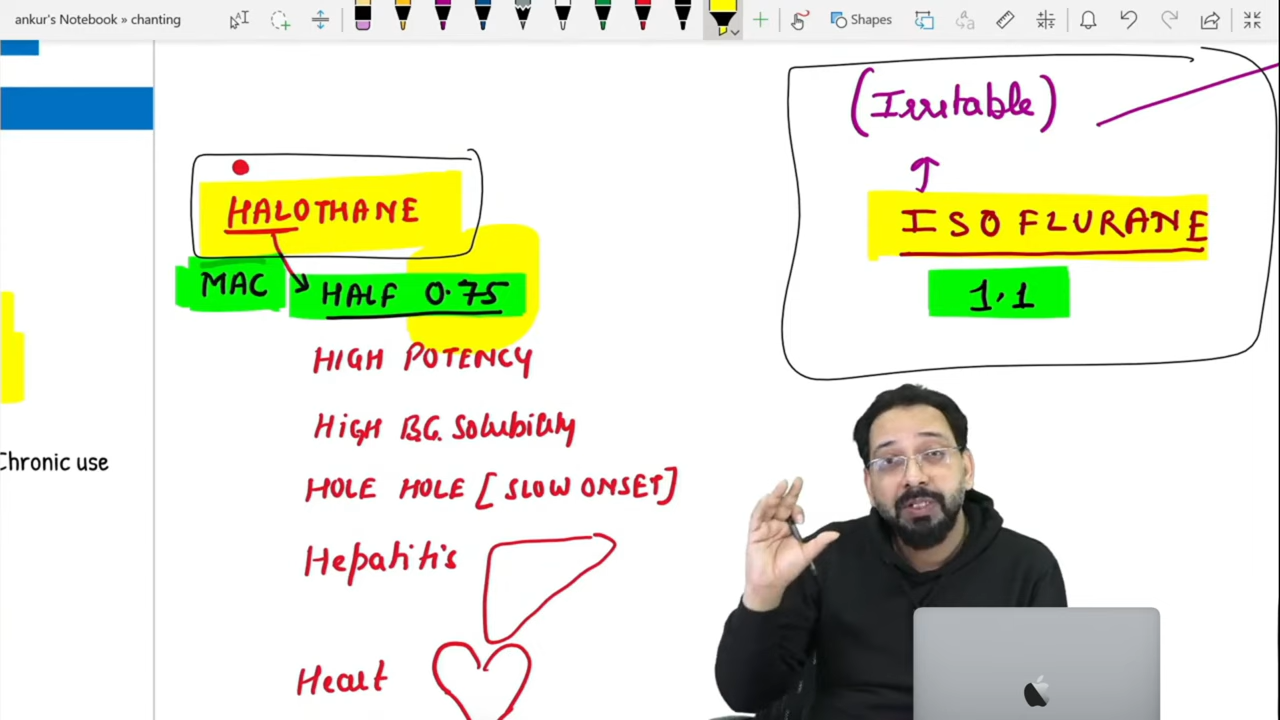 ankur's Notebook » chanting
Shapes
(Irritable)
HALOTHANE
ISOFLURANE
MAC
HALF 0.75
1.1
HIGH POTENCY
High B.G. Solubility
Chronic use
HOLE HOLE [SLOW ONSET]
Hepatitis
Heart